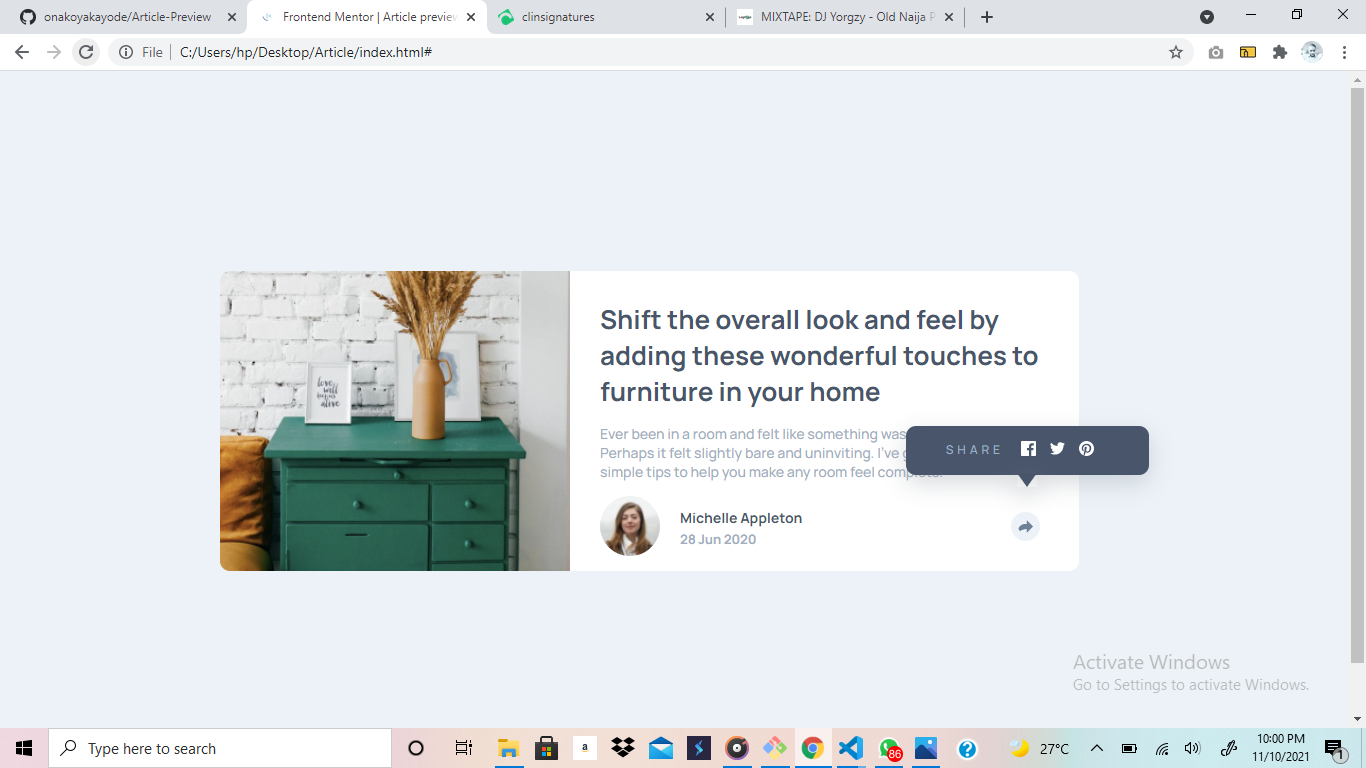 onakoyakayode/Article-Preview
Frontend Mentor | Article preview
clinsignatures
MIXTAPE: DJ Yorgzy - Old Naija
File
C:/Users/hp/Desktop/Article/index.html#
love
will
keep us
alive
Shift the overall look and feel by
adding these wonderful touches to
furniture in your home
Ever been in a room and felt like something was
Perhaps it felt slightly bare and uninviting. I've
simple tips to help you make any room feel complete.
SHARE
Michelle Appleton
28 Jun 2020
Activate Windows
Go to Settings to activate Windows.
Type here to search
a
86
27°C
10:00 PM
11/10/2021
1